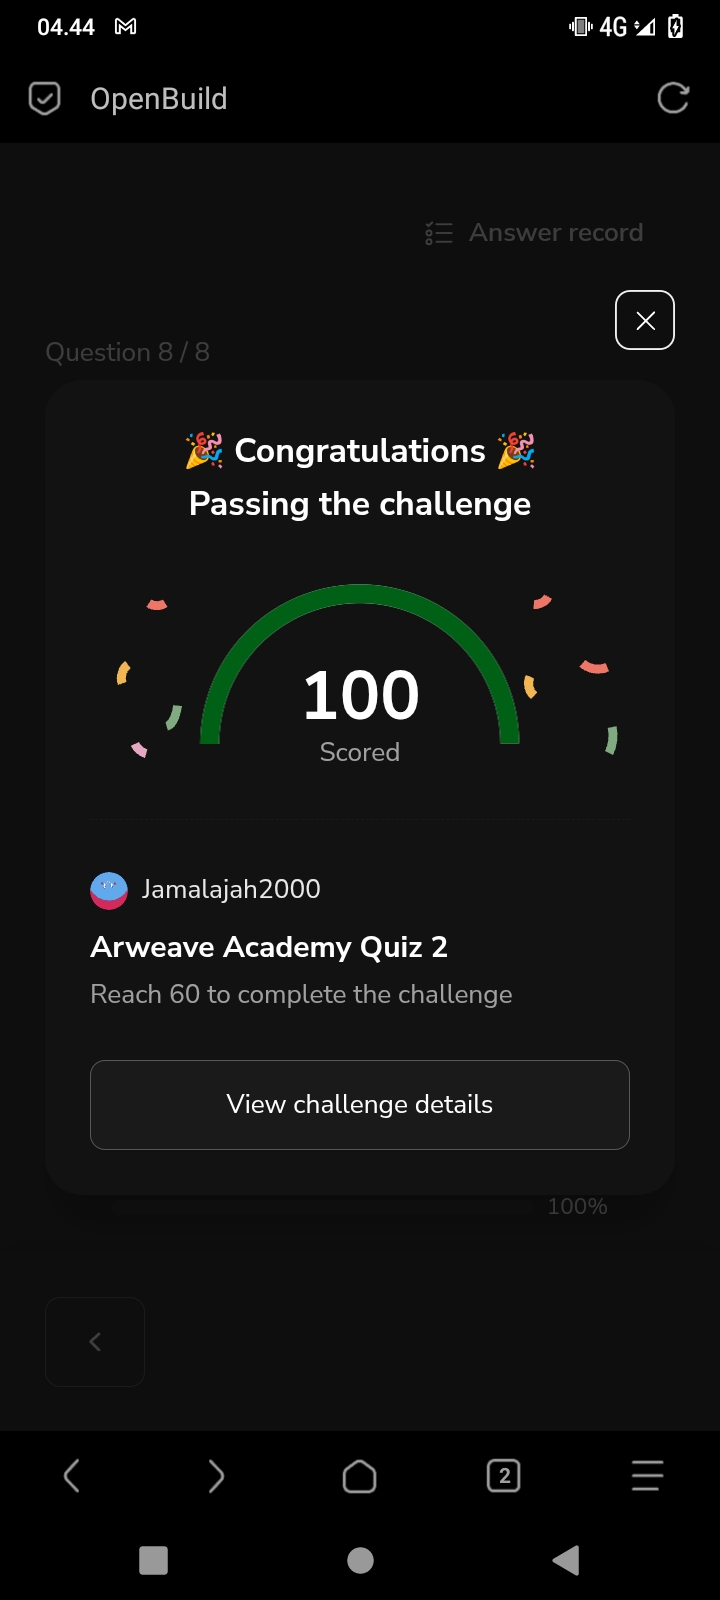 04.44
4G
OpenBuild
Answer record
Question 8 / 8
🎉 Congratulations 🎉
Passing the challenge
100
Scored
Jamalajah2000
Arweave Academy Quiz 2
Reach 60 to complete the challenge
View challenge details
100%
2